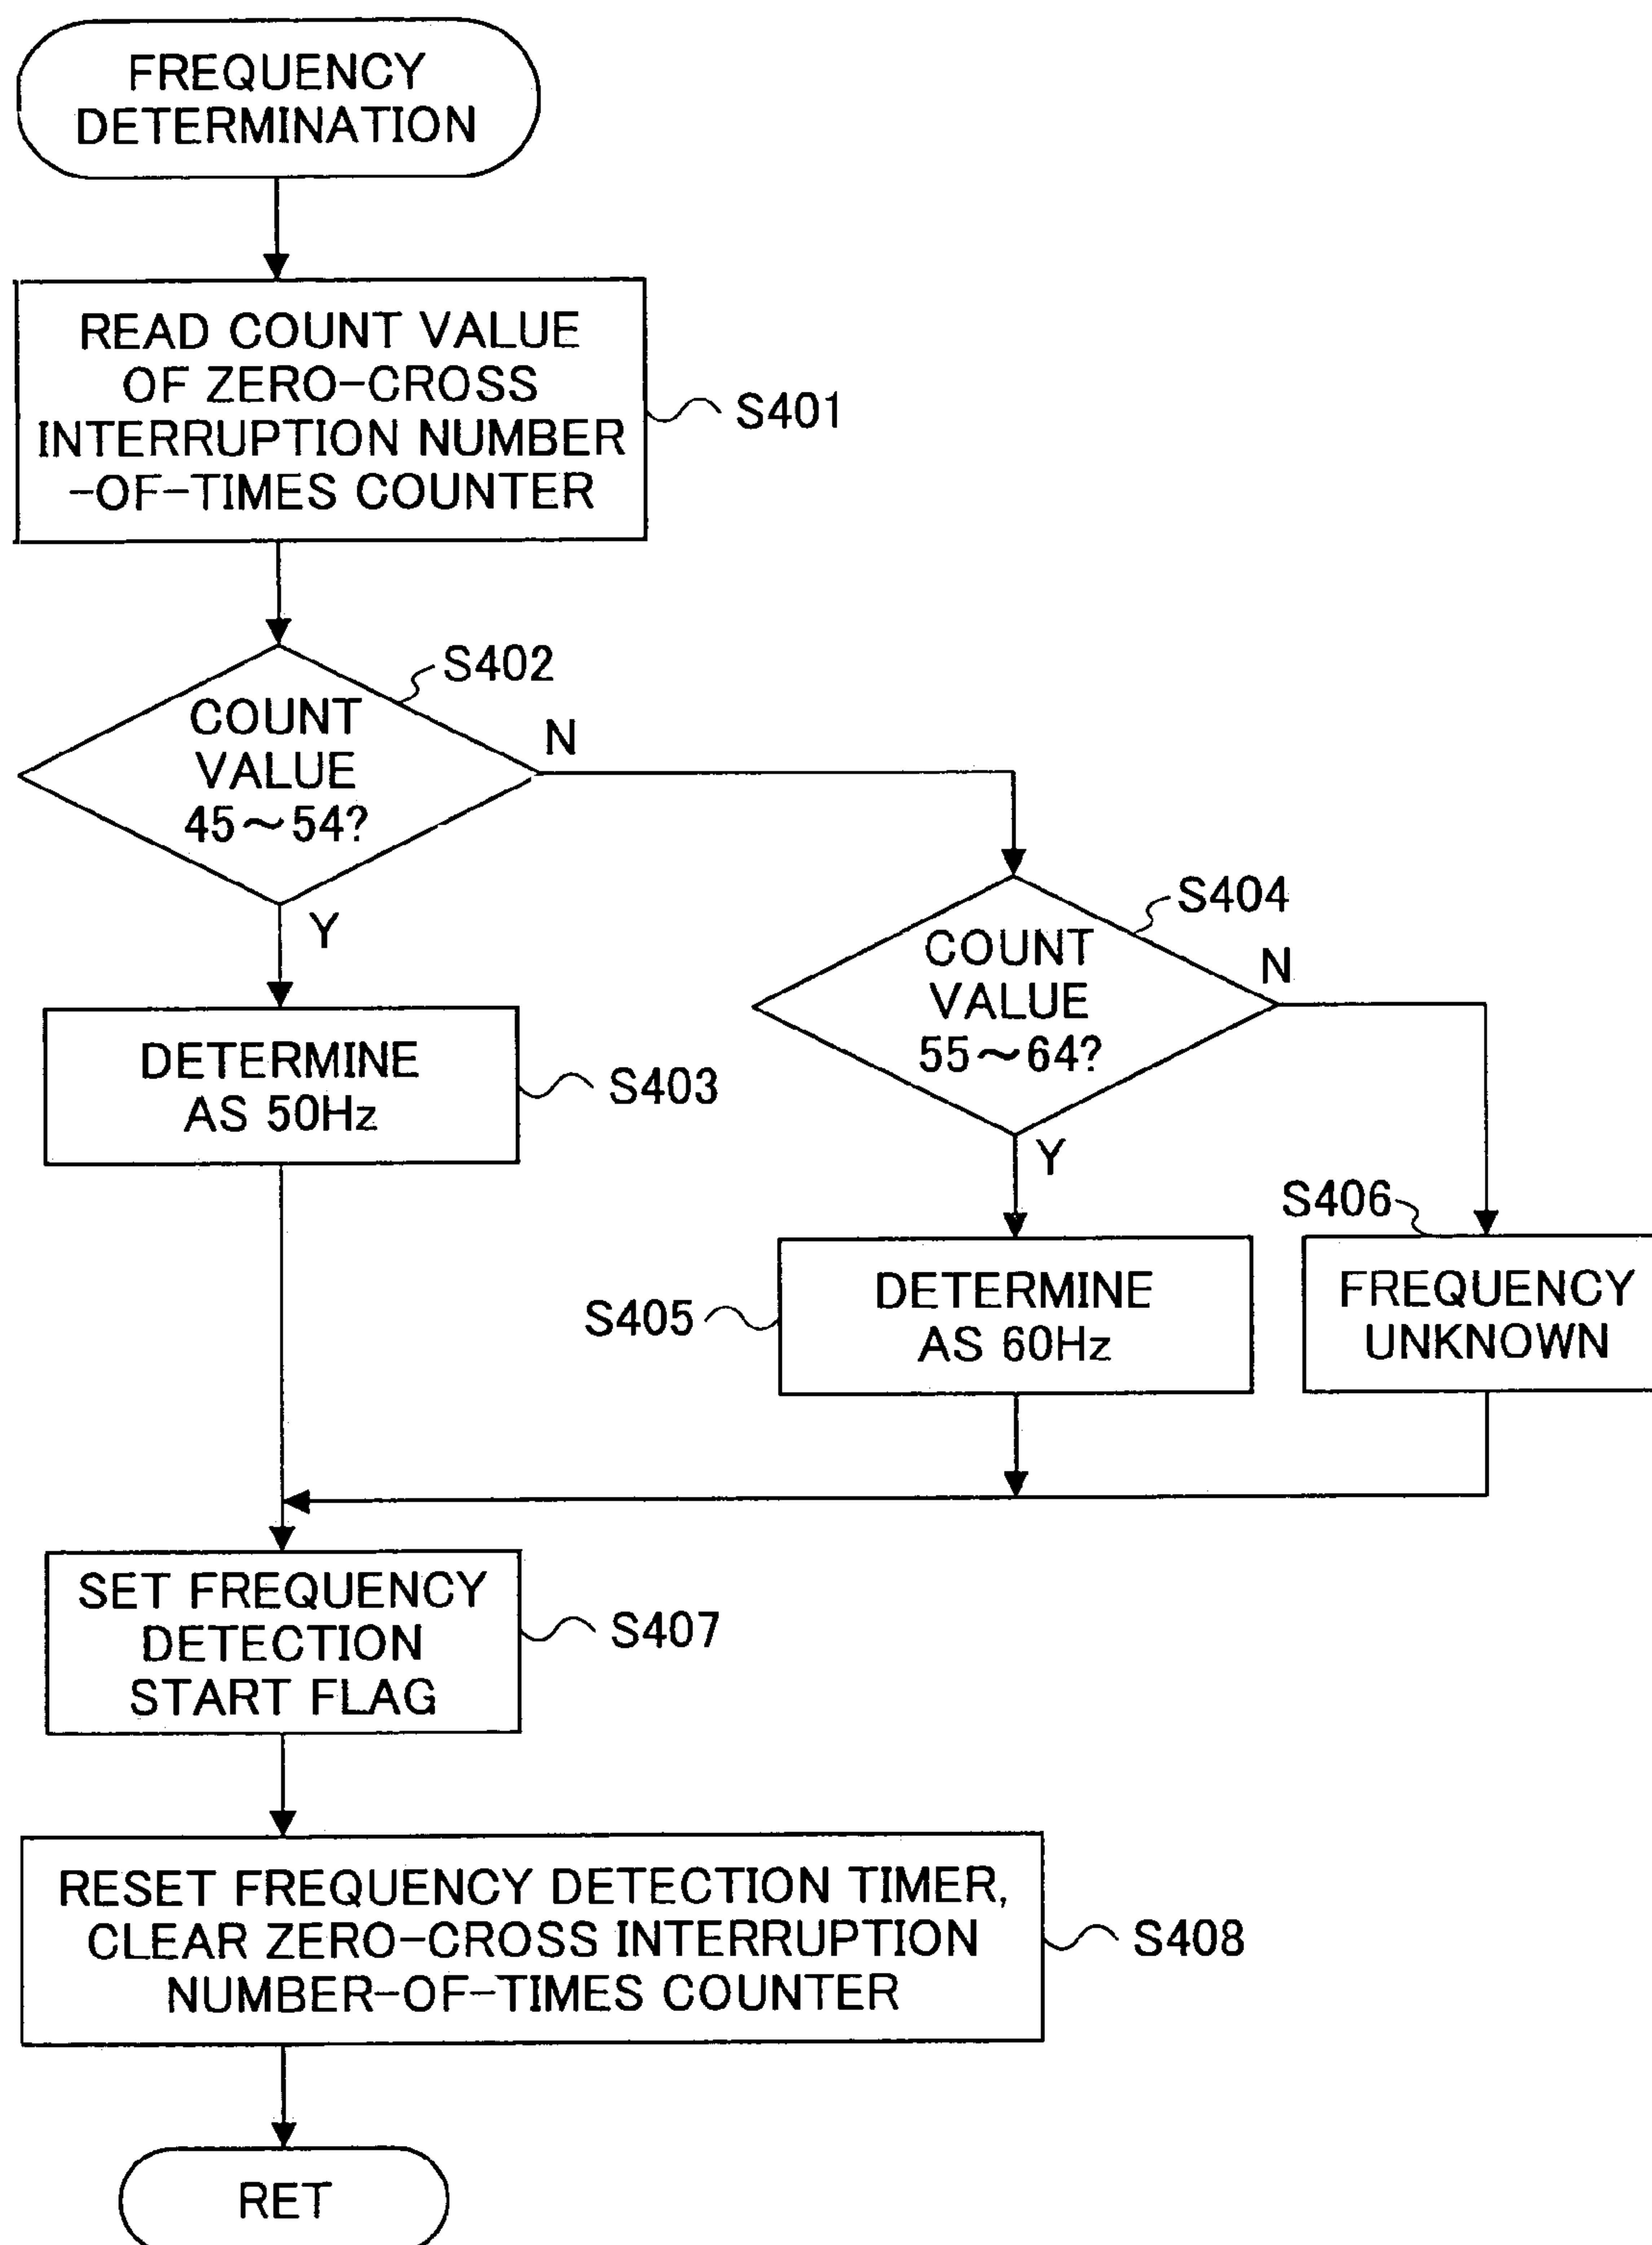 FREQUENCY
DETERMINATION
READ COUNT VALUE
OF ZERO-CROSS
INTERRUPTION NUMBER
-OF-TIMES COUNTER
S401
S402
COUNT
VALUE
45～54?
N
Y
S404
COUNT
VALUE
55～64?
N
Y
DETERMINE
AS 50Hz
S403
S405
DETERMINE
AS 60Hz
S406
FREQUENCY
UNKNOWN
SET FREQUENCY
DETECTION
START FLAG
S407
RESET FREQUENCY DETECTION TIMER,
CLEAR ZERO-CROSS INTERRUPTION
NUMBER-OF-TIMES COUNTER
S408
RET